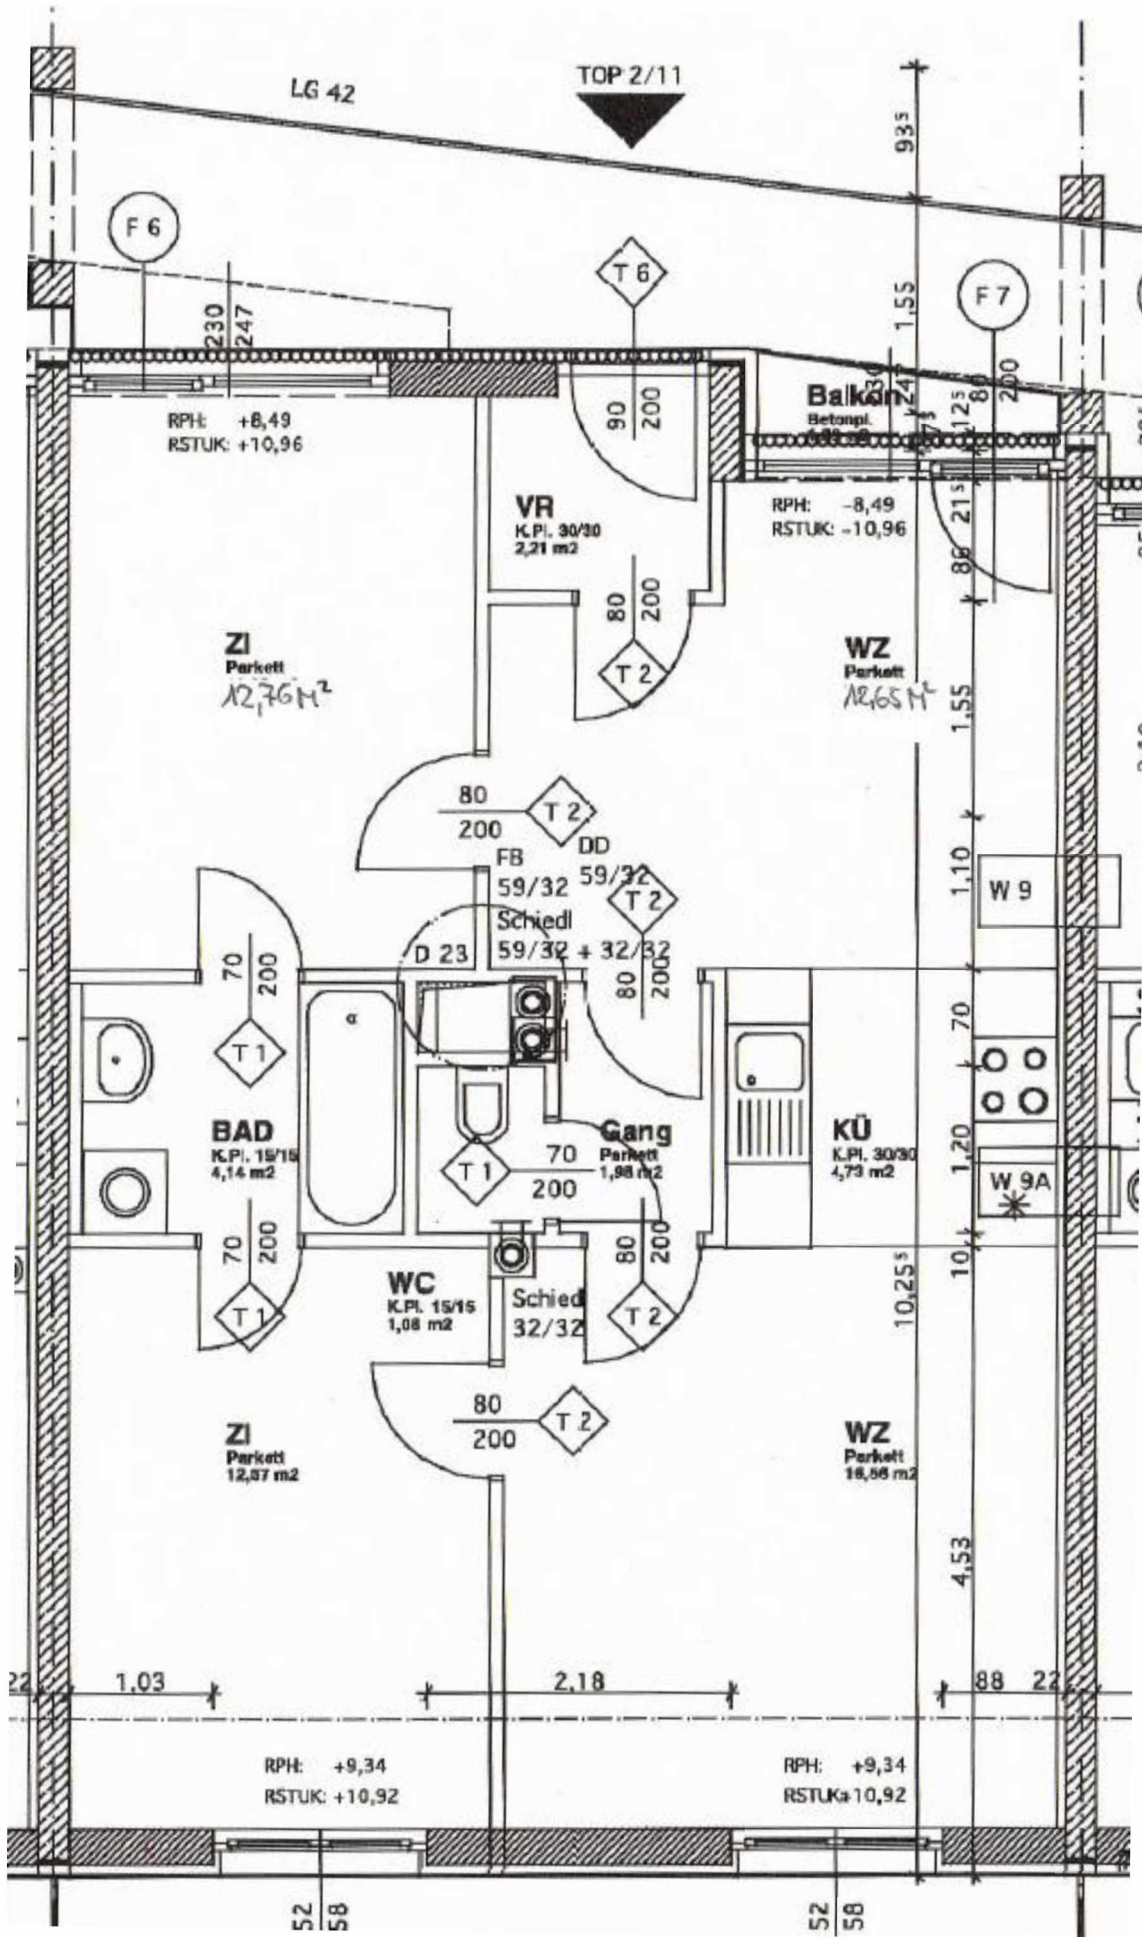 LG 42
TOP 2/11
93⁵
F 6
T 6
F 7
230
247
1,55
RPH: +8,49
RSTUK: +10,96
90
200
Balkon
Betonpl.
80
200
12⁵
VR
K.Pl. 30/30
2,21 m2
RPH: -8,49
RSTUK: -10,96
21⁵
86
80
200
T 2
ZI
Parkett
12,76 M²
WZ
Parkett
12,65 M²
1,55
80
200
T 2
FB
59/32
DD
59/32
T 2
Schiedl
59/32 + 32/32
D 23
W 9
1,10
70
200
80
200
70
T 1
BAD
K.Pl. 15/15
4,14 m2
T 1
70
200
Gang
Parkett
1,98 m2
KÜ
K.Pl. 30/30
4,73 m2
1,20
W 9A
70
200
T 1
WC
K.Pl. 15/15
1,08 m2
Schiedl
32/32
80
200
T 2
10,25⁵
10
80
200
T 2
ZI
Parkett
12,57 m2
WZ
Parkett
16,56 m2
4,53
22
1,03
2,18
88
22
RPH: +9,34
RSTUK: +10,92
RPH: +9,34
RSTUK: +10,92
52
58
52
58